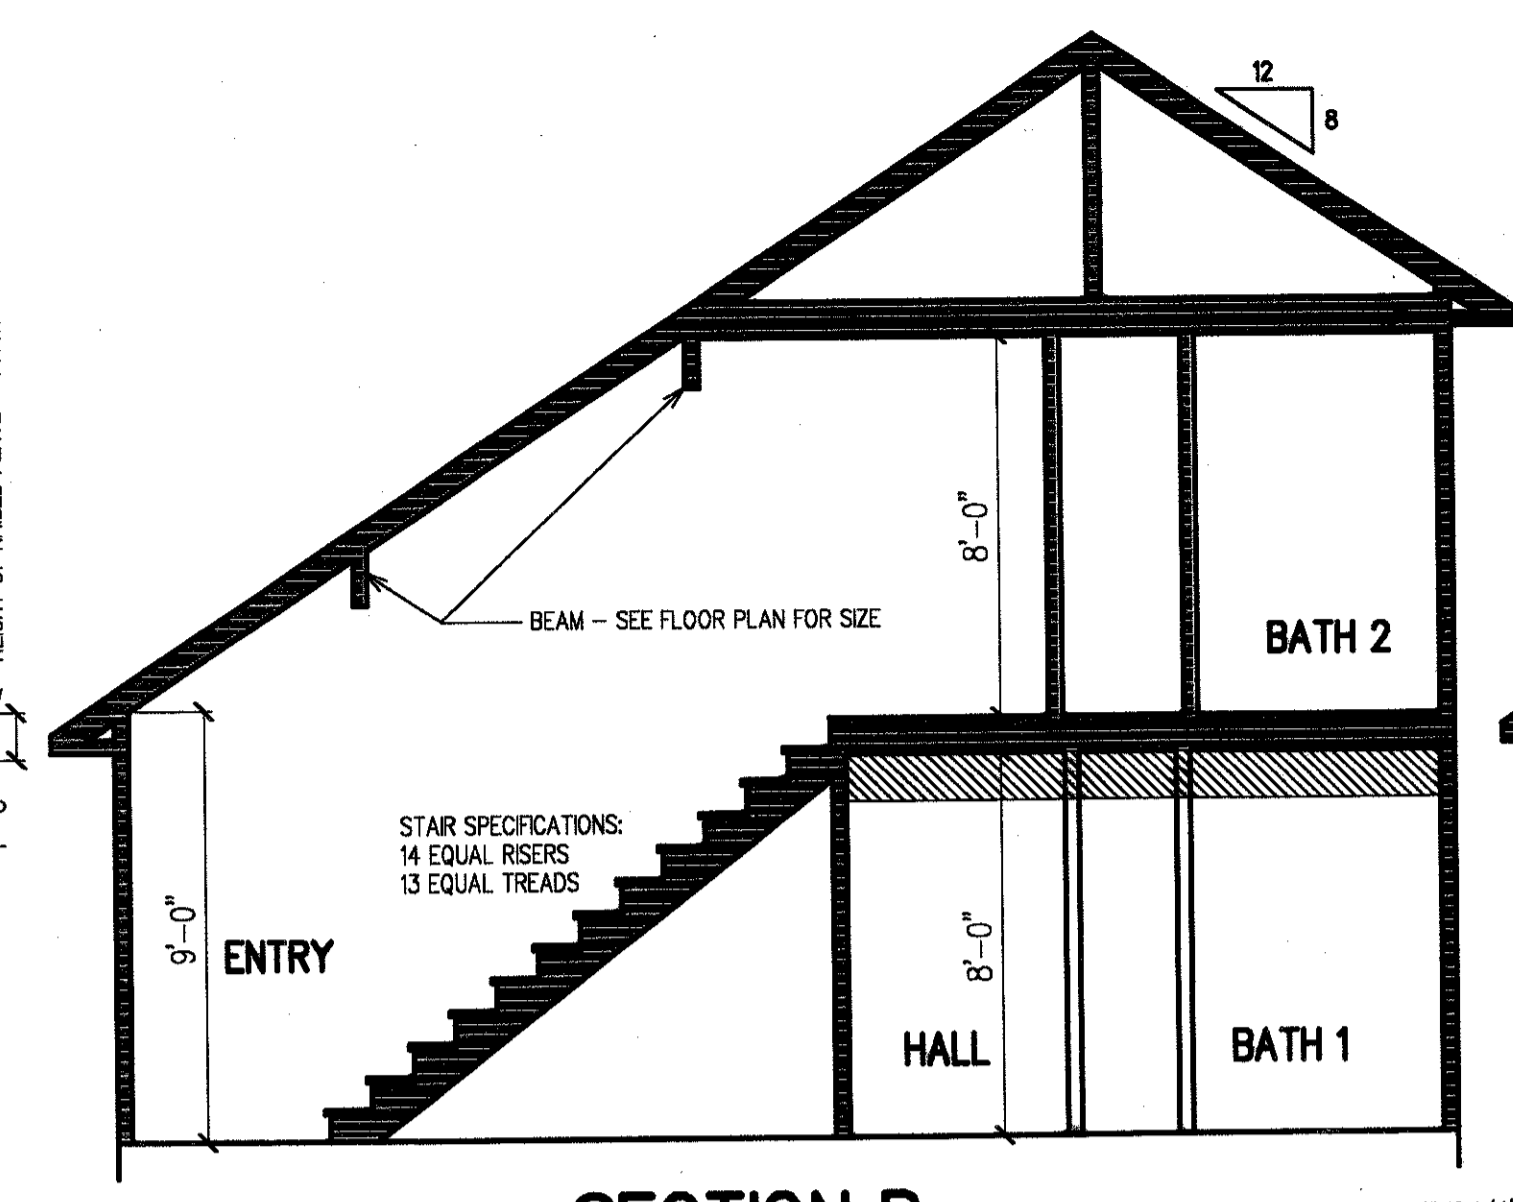 12
8
8'-0"
BEAM – SEE FLOOR PLAN FOR SIZE
BATH 2
STAIR SPECIFICATIONS:
14 EQUAL RISERS
13 EQUAL TREADS
9'-0"
ENTRY
8'-0"
HALL
BATH 1
SECTION B